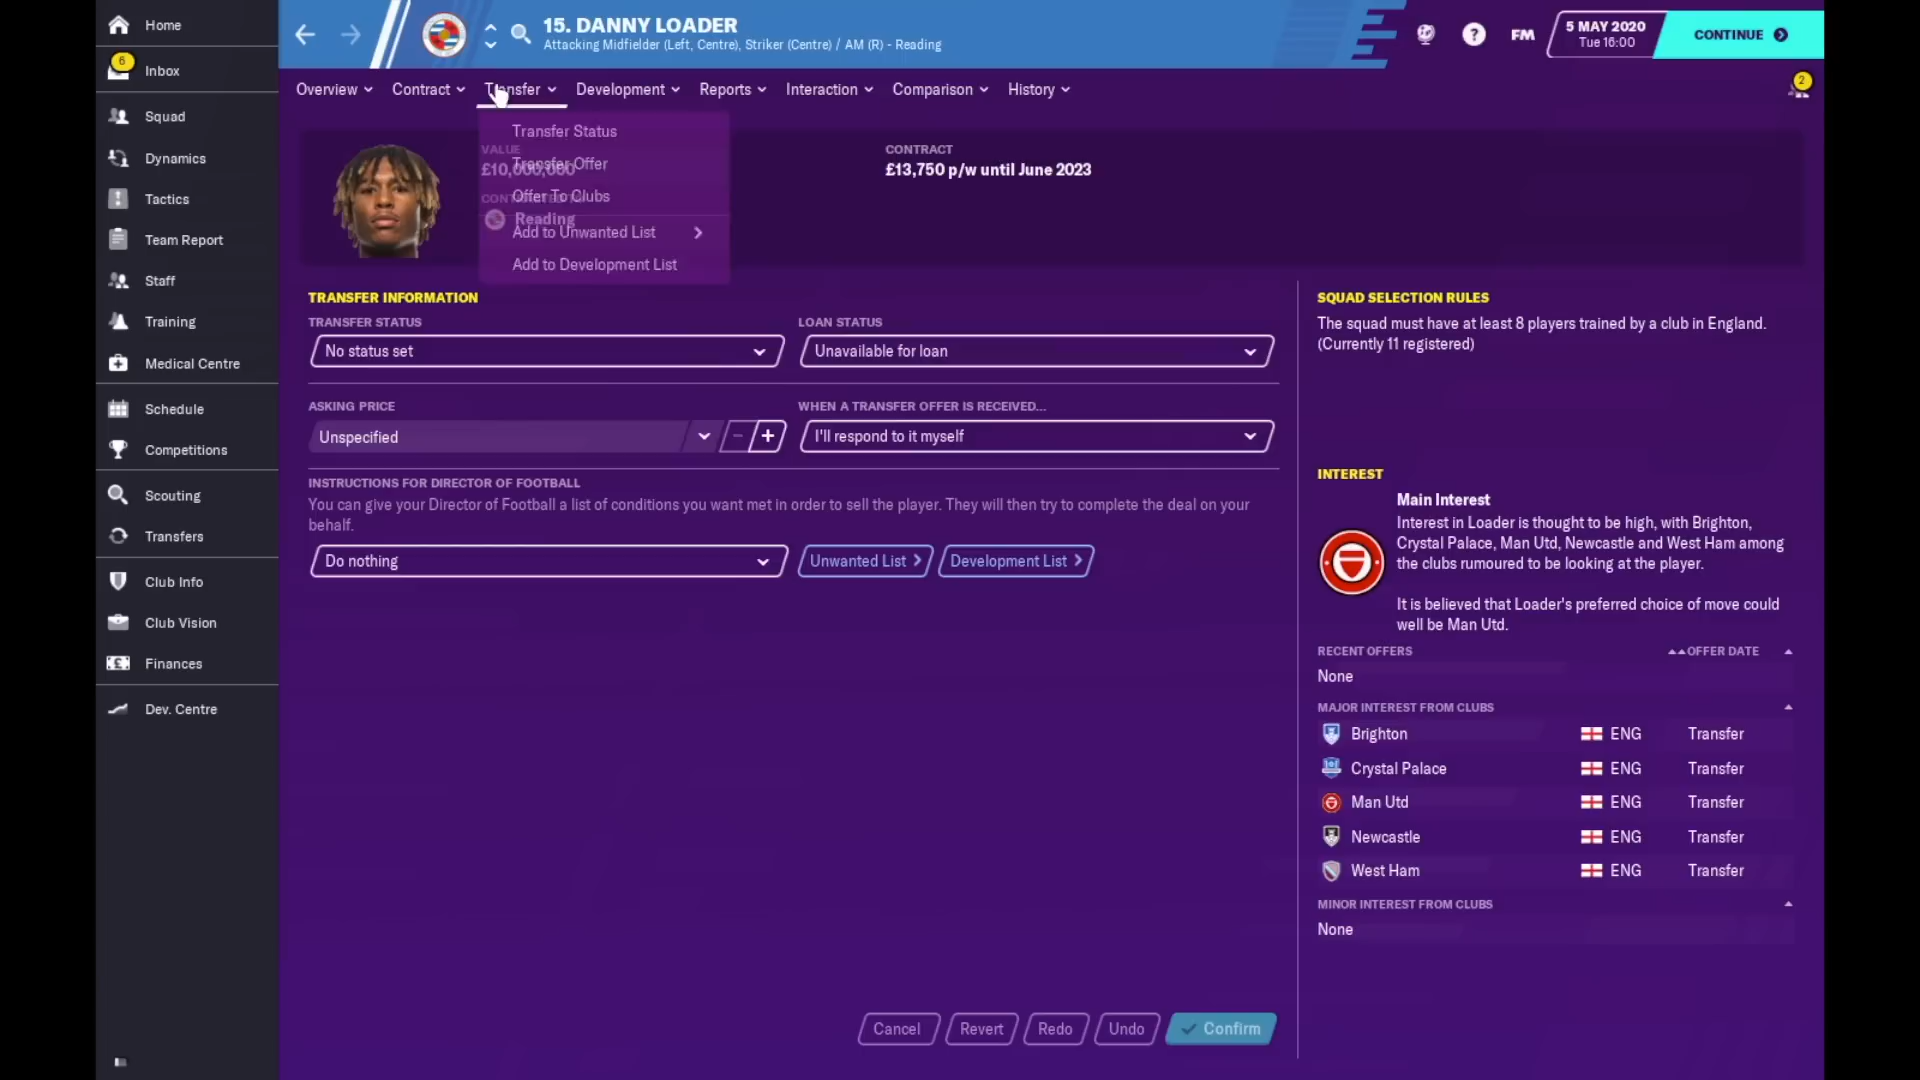 Home
6
Inbox
Squad
Dynamics
Tactics
Team Report
Staff
Training
Medical Centre
Schedule
Competitions
Scouting
Transfers
Club Info
Club Vision
Finances
Dev. Centre
15. DANNY LOADER
Attacking Midfielder (Left, Centre), Striker (Centre) / AM (R) - Reading
?
FM
5 MAY 2020
Tue 16:00
CONTINUE
Overview
Contract
Transfer
Development
Reports
Interaction
Comparison
History
2
Transfer Status
Transfer Offer
Offer To Clubs
Add to Unwanted List
Add to Development List
VALUE
£10,000,000
Reading
CONTRACT
£13,750 p/w until June 2023
TRANSFER INFORMATION
TRANSFER STATUS
No status set
LOAN STATUS
Unavailable for loan
ASKING PRICE
Unspecified
WHEN A TRANSFER OFFER IS RECEIVED...
I'll respond to it myself
INSTRUCTIONS FOR DIRECTOR OF FOOTBALL
You can give your Director of Football a list of conditions you want met in order to sell the player. They will then try to complete the deal on your
behalf.
Do nothing
Unwanted List
Development List
SQUAD SELECTION RULES
The squad must have at least 8 players trained by a club in England.
(Currently 11 registered)
INTEREST
Main Interest
Interest in Loader is thought to be high, with Brighton,
Crystal Palace, Man Utd, Newcastle and West Ham among
the clubs rumoured to be looking at the player.
It is believed that Loader's preferred choice of move could
well be Man Utd.
RECENT OFFERS OFFER DATE
None
MAJOR INTEREST FROM CLUBS
Brighton ENG Transfer
Crystal Palace ENG Transfer
Man Utd ENG Transfer
Newcastle ENG Transfer
West Ham ENG Transfer
MINOR INTEREST FROM CLUBS
None
Cancel
Revert
Redo
Undo
Confirm